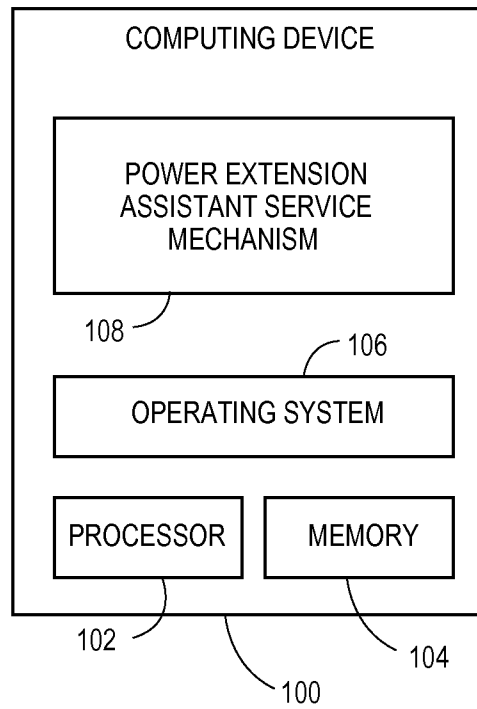 COMPUTING DEVICE
POWER EXTENSION
ASSISTANT SERVICE
MECHANISM
108
106
OPERATING SYSTEM
PROCESSOR
MEMORY
102
104
100